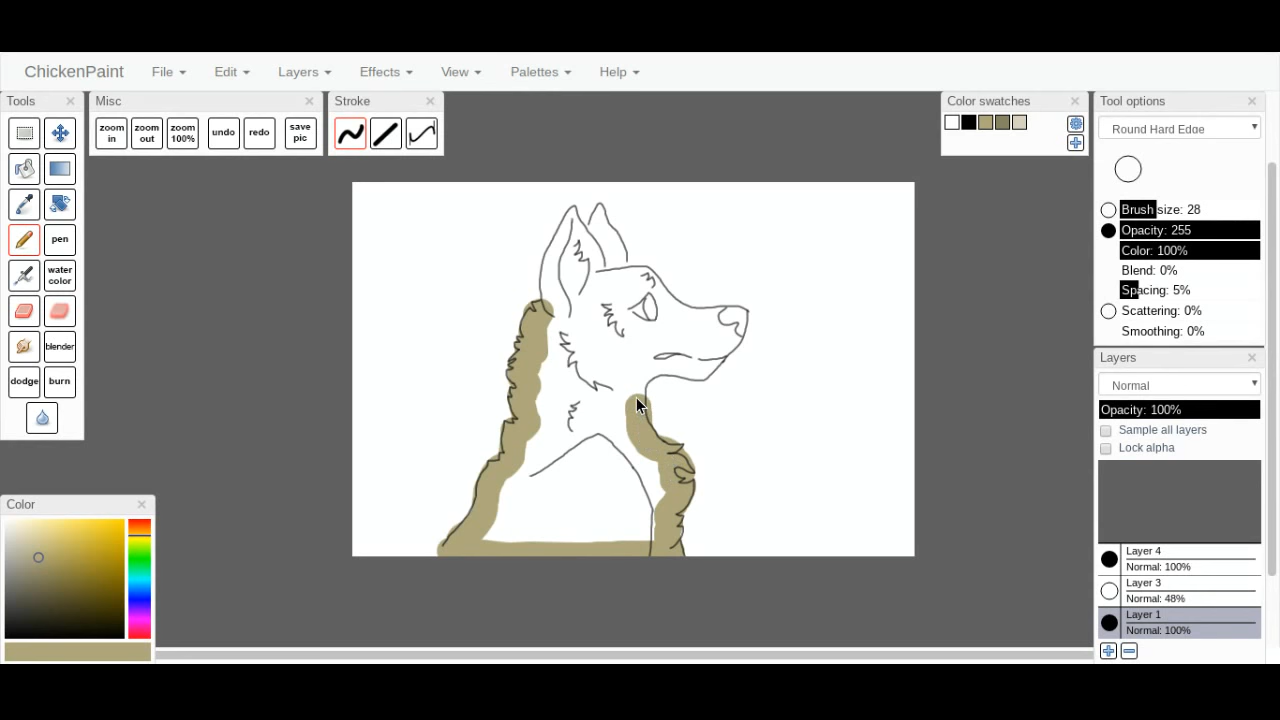 ChickenPaint File Edit Layers Effects View Palettes Help
Tools
Misc
Stroke
Color swatches
Tool options
zoom in
zoom out
zoom 100%
undo
redo
save pic
Round Hard Edge
pen
water color
blender
dodge
burn
Brush size: 28
Opacity: 255
Color: 100%
Blend: 0%
Spacing: 5%
Scattering: 0%
Smoothing: 0%
Layers
Normal
Opacity: 100%
Sample all layers
Lock alpha
Color
Layer 4
Normal: 100%
Layer 3
Normal: 48%
Layer 1
Normal: 100%